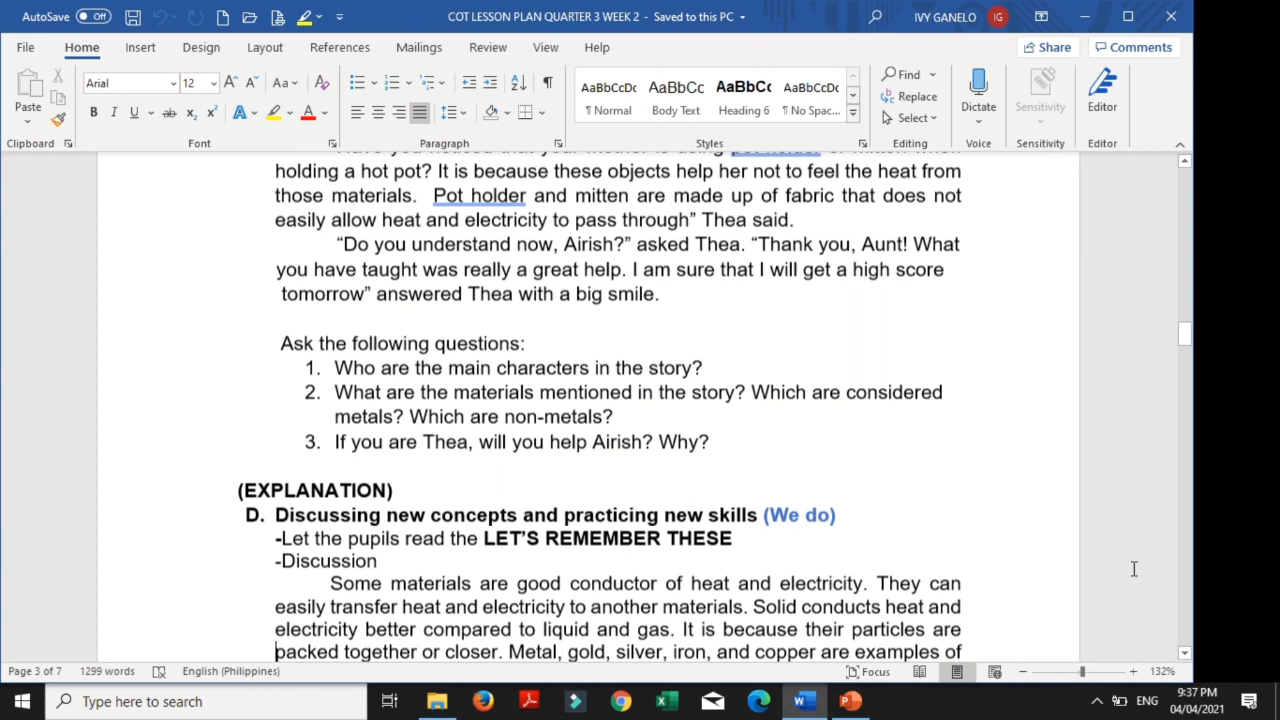 AutoSave Off
COT LESSON PLAN QUARTER 3 WEEK 2 - Saved to this PC
IVY GANELO IG
File Home Insert Design Layout References Mailings Review View Help Share Comments
Arial 12
Paste
AaBbCcDc AaBbCc AaBbCc AaBbCcDc
¶ Normal Body Text Heading 6 ¶ No Spac...
Find
Replace
Select
Dictate Sensitivity Editor
Clipboard Font Paragraph Styles Editing Voice Sensitivity Editor
holding a hot pot? It is because these objects help her not to feel the heat from
those materials. Pot holder and mitten are made up of fabric that does not
easily allow heat and electricity to pass through” Thea said.
“Do you understand now, Airish?” asked Thea. “Thank you, Aunt! What
you have taught was really a great help. I am sure that I will get a high score
tomorrow” answered Thea with a big smile.
Ask the following questions:
1. Who are the main characters in the story?
2. What are the materials mentioned in the story? Which are considered
metals? Which are non-metals?
3. If you are Thea, will you help Airish? Why?
(EXPLANATION)
D. Discussing new concepts and practicing new skills (We do)
-Let the pupils read the LET’S REMEMBER THESE
-Discussion
Some materials are good conductor of heat and electricity. They can
easily transfer heat and electricity to another materials. Solid conducts heat and
electricity better compared to liquid and gas. It is because their particles are
packed together or closer. Metal, gold, silver, iron, and copper are examples of
Page 3 of 7 1299 words English (Philippines) Focus 132%
Type here to search
ENG
9:37 PM
04/04/2021